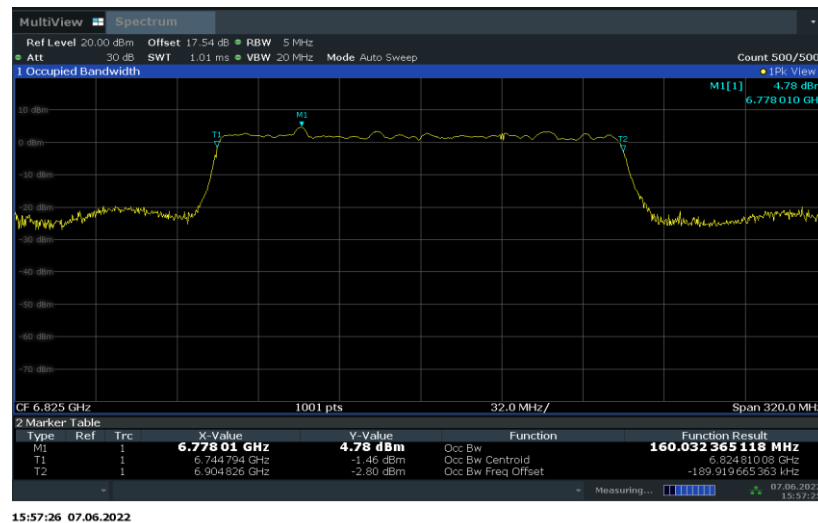 MultiView Spectrum
Ref Level 20.00 dBm Offset 17.54 dB RBW 5 MHz
Att 30 dB SWT 1.01 ms VBW 20 MHz Mode Auto Sweep Count 500/500
1 Occupied Bandwidth 1Pk View
M1[1] 4.78 dBm
6.778 010 GH
10 dBm
M1
T1
T2
0 dBm
-10 dBm
-20 dBm
-30 dBm
-40 dBm
-50 dBm
-60 dBm
-70 dBm
CF 6.825 GHz 1001 pts 32.0 MHz/ Span 320.0 MH
2 Marker Table
Type Ref Trc X-Value Y-Value Function Function Result
M1 1 6.778 01 GHz 4.78 dBm Occ Bw 160.032 365 118 MHz
T1 1 6.744 794 GHz -1.46 dBm Occ Bw Centroid 6.824 810 08 GHz
T2 1 6.904 826 GHz -2.80 dBm Occ Bw Freq Offset -189.919 665 363 kHz
Measuring... 07.06.2022
15:57:2
15:57:26 07.06.2022